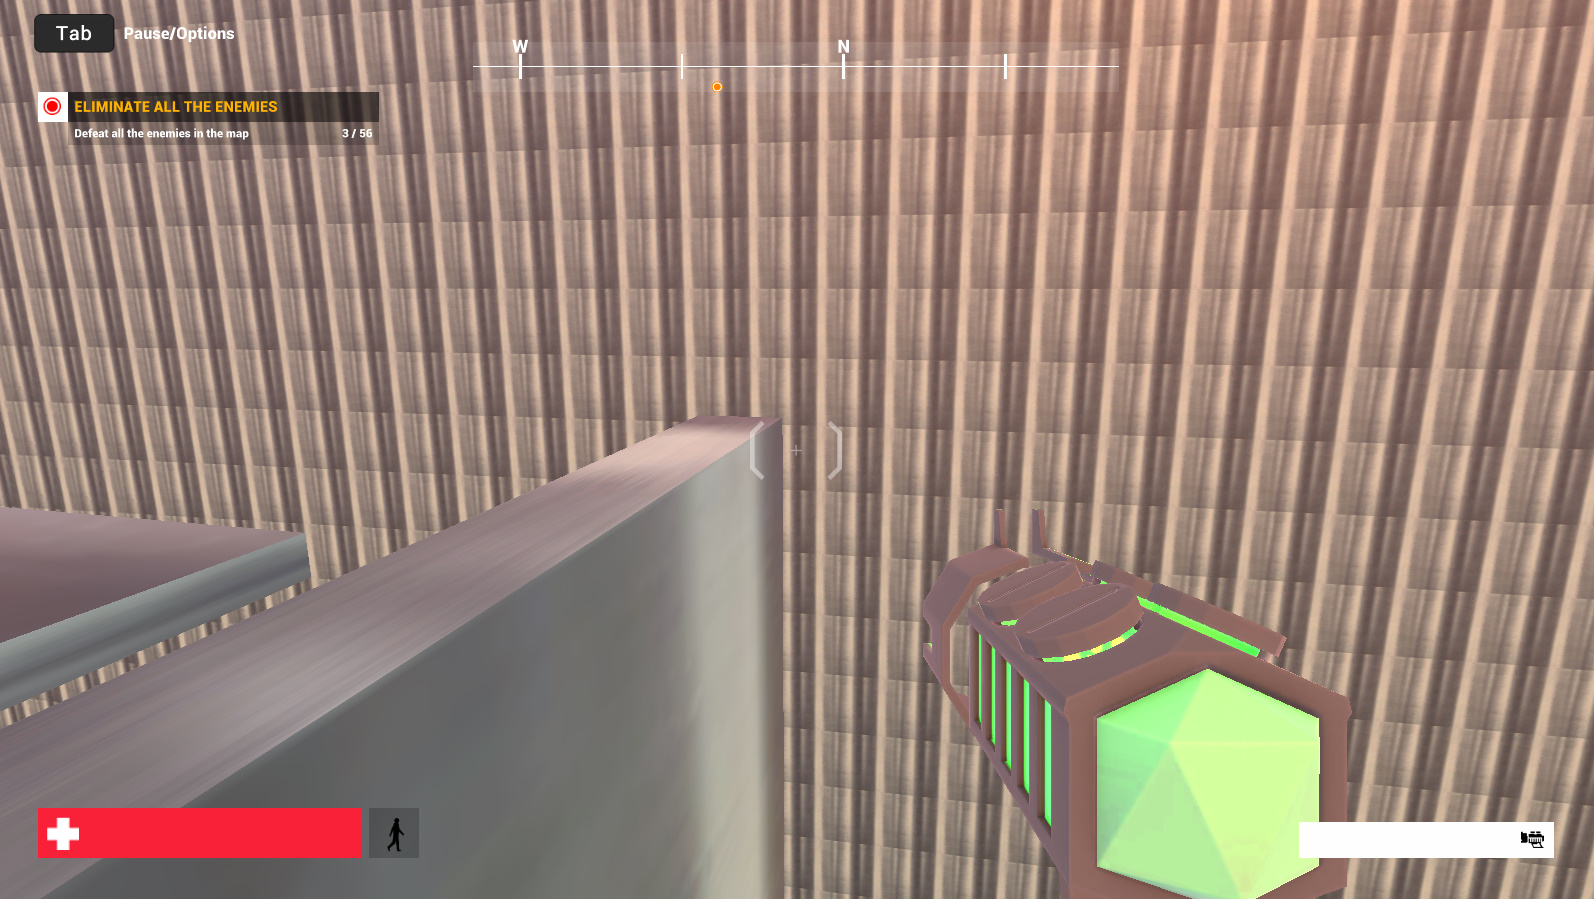 Tab Pause/Options
W N
ELIMINATE ALL THE ENEMIES
Defeat all the enemies in the map 3 / 56